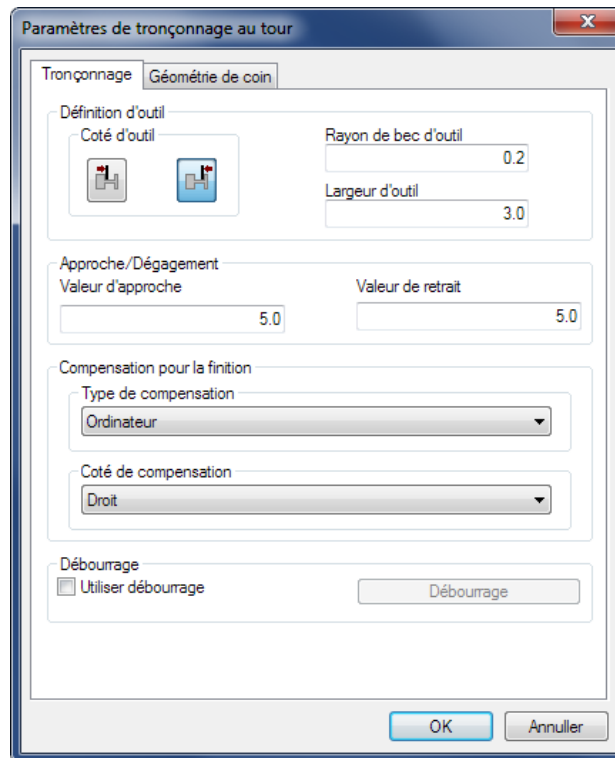 Paramètres de tronçonnage au tour
Tronçonnage
Géométrie de coin
Définition d'outil
Coté d'outil
Rayon de bec d'outil
0.2
Largeur d'outil
3.0
Approche/Dégagement
Valeur d'approche
Valeur de retrait
5.0
5.0
Compensation pour la finition
Type de compensation
Ordinateur
Coté de compensation
Droit
Débourrage
Utiliser débourrage
Débourrage
OK
Annuller